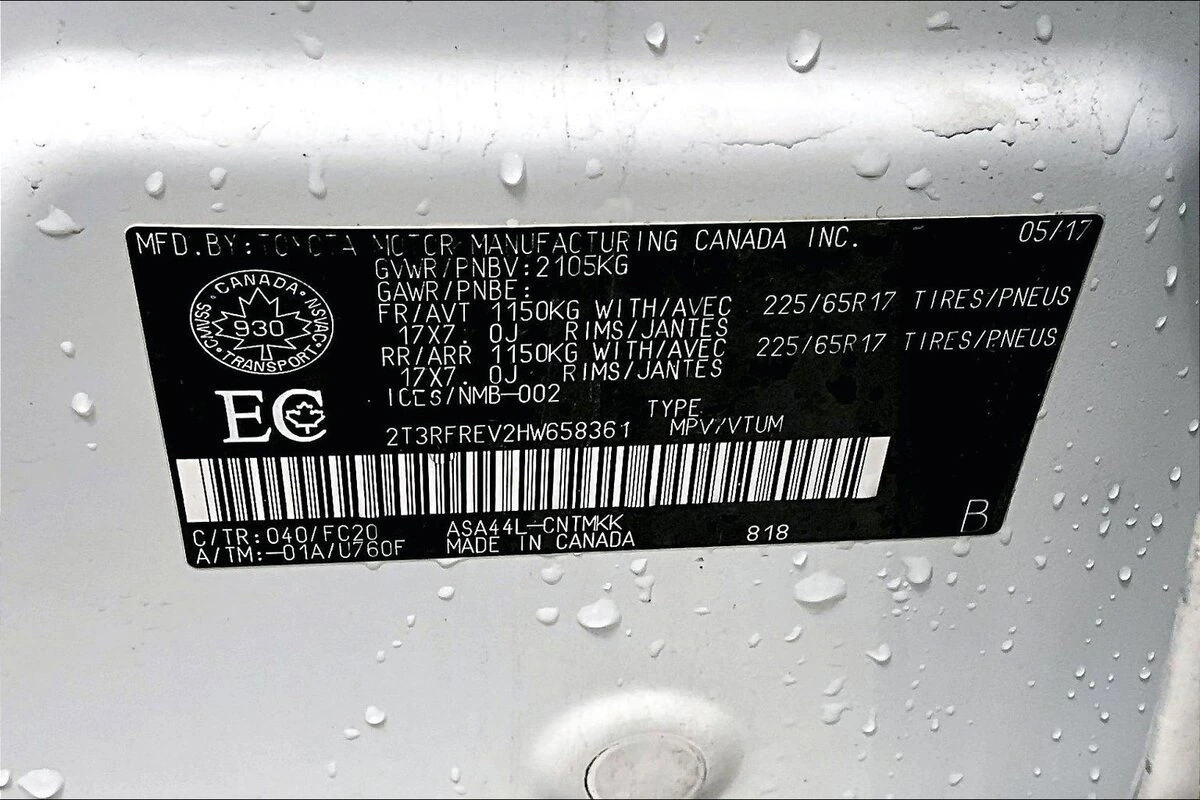 MFD.BY:TOYOTA MOTOR MANUFACTURING CANADA INC. 05/17
GVWR/PNBV:2105KG
GAWR/PNBE:
FR/AVT 1150KG WITH/AVEC 225/65R17 TIRES/PNEUS
17X7.0J RIMS/JANTES
RR/ARR 1150KG WITH/AVEC 225/65R17 TIRES/PNEUS
17X7.0J RIMS/JANTES
ICES/NMB-002
CANADA
CMVSS 930 NSVAC
TRANSPORT
EC
TYPE
2T3RFREV2HW658361 MPV/VTUM
C/TR:040/FC20 ASA44L-CNTMKK 818 B
A/TM:-01A/U760F MADE IN CANADA